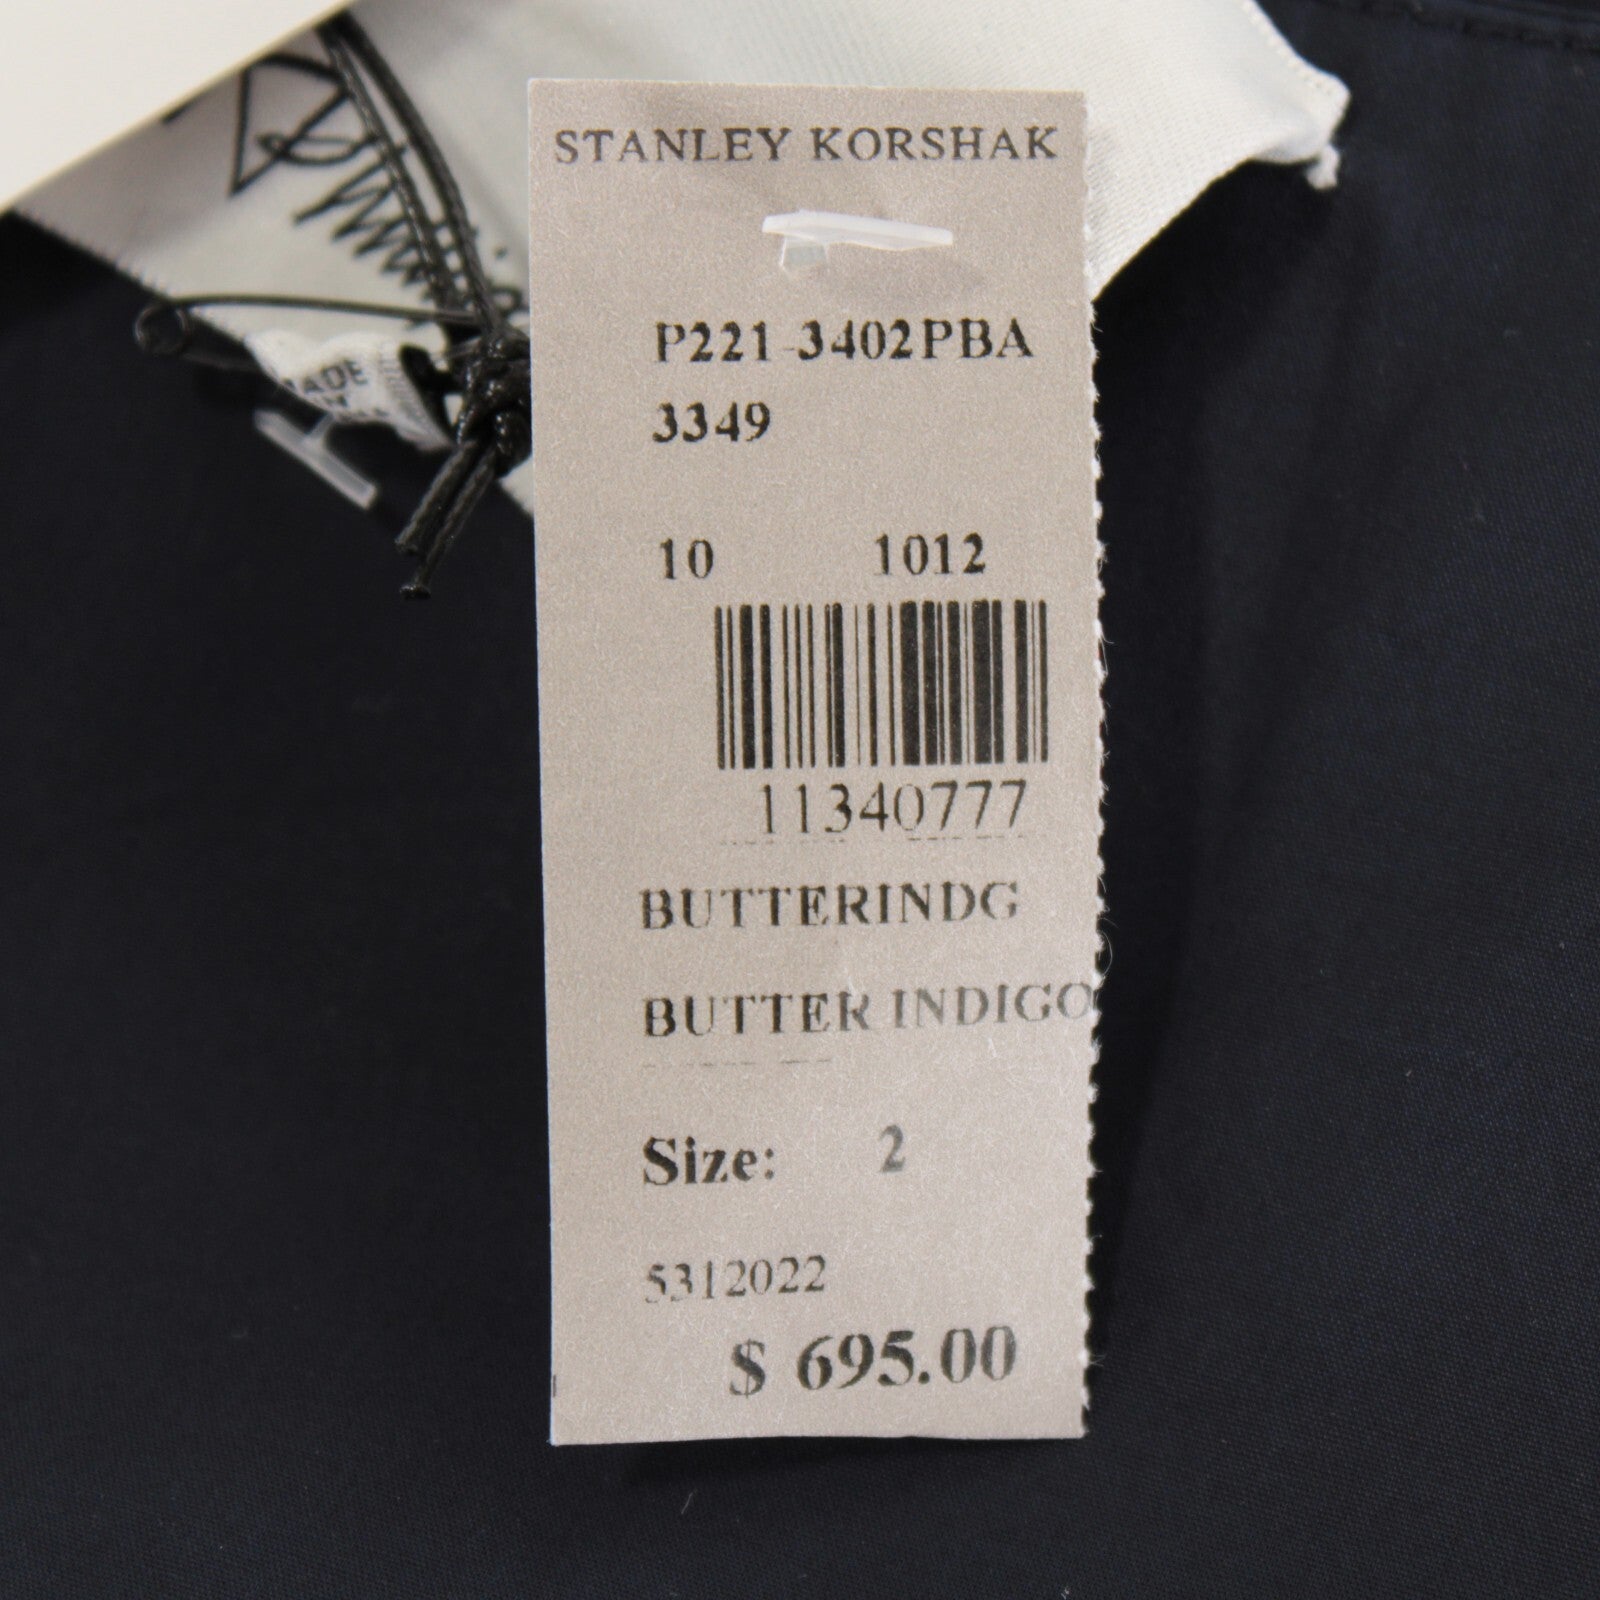 STANLEY KORSHAK
P221-3402PBA
3349
10 1012
11340777
BUTTERINDG
BUTTER INDIGO
Size: 2
5312022
$ 695.00